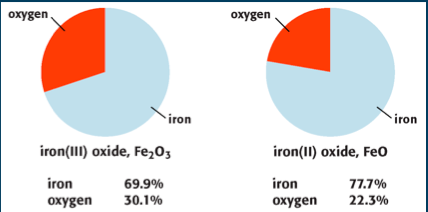 oxygen
iron
iron(III) oxide, Fe₂O₃
iron 69.9%
oxygen 30.1%
oxygen
iron
iron(II) oxide, FeO
iron 77.7%
oxygen 22.3%